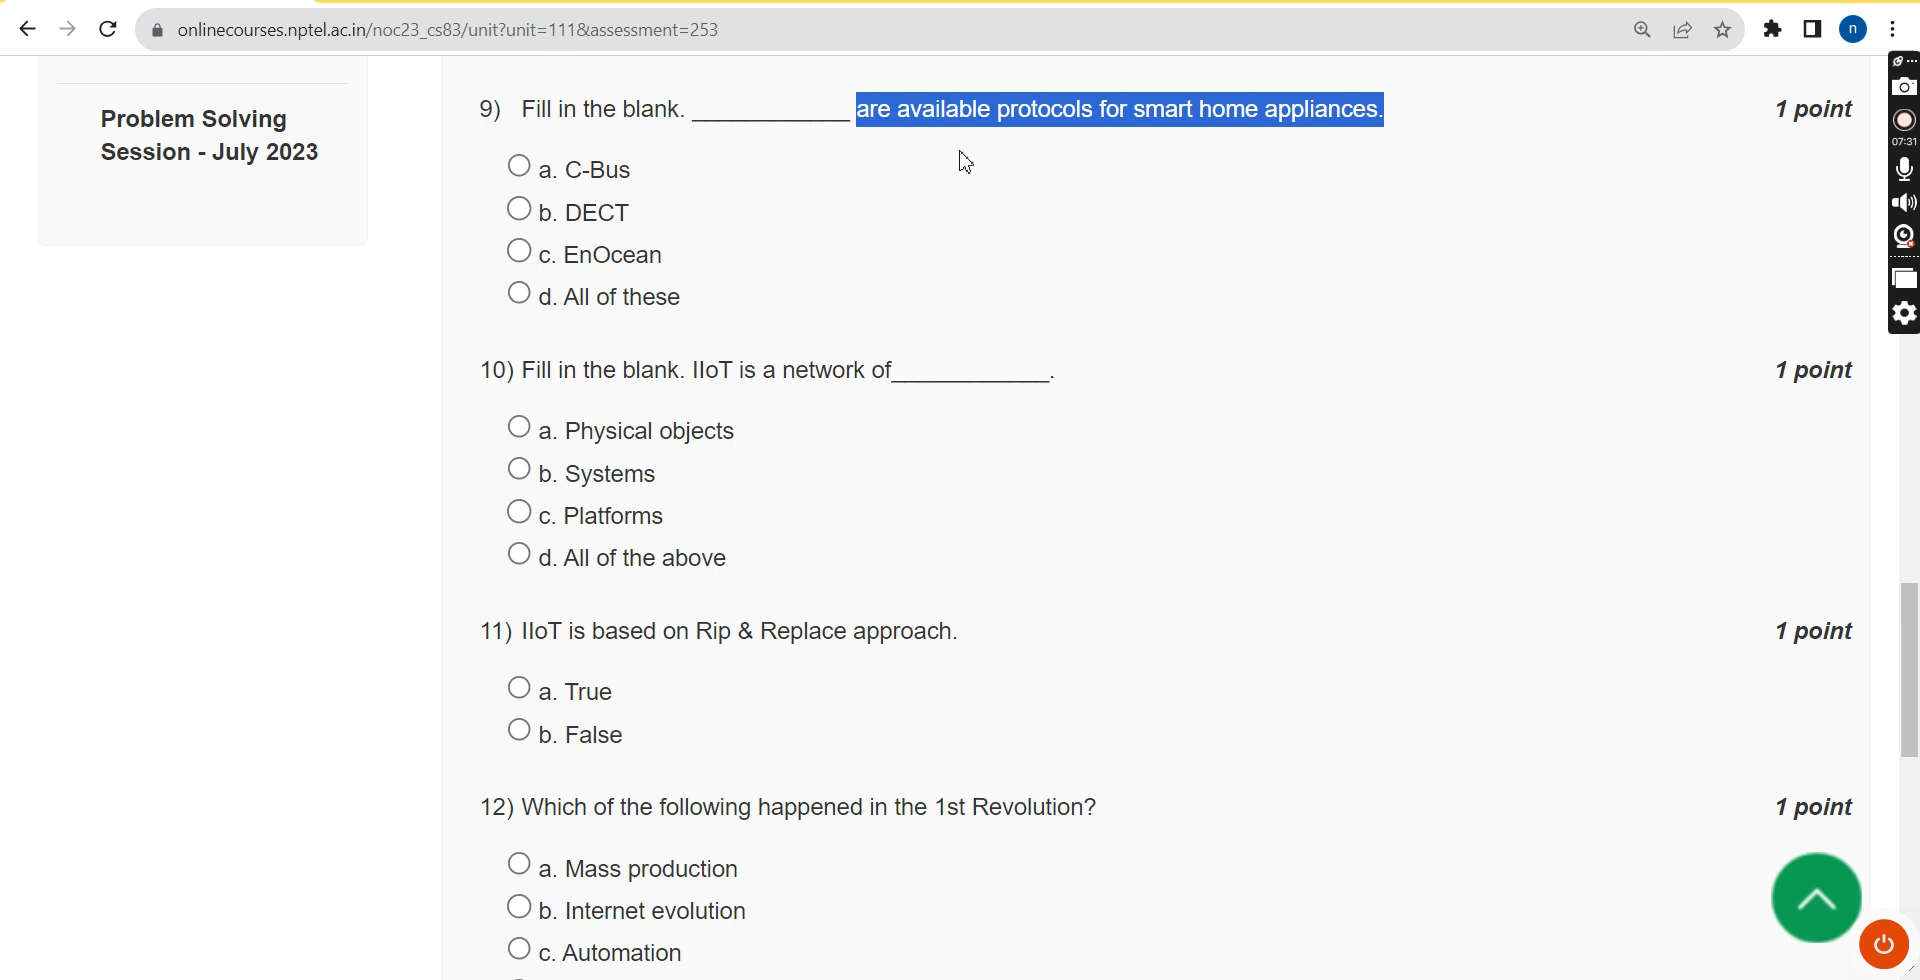 onlinecourses.nptel.ac.in/noc23_cs83/unit?unit=111&assessment=253
n
07:31
Problem Solving
Session - July 2023
9) Fill in the blank. ____________ are available protocols for smart home appliances.
1 point
a. C-Bus
b. DECT
c. EnOcean
d. All of these
10) Fill in the blank. IIoT is a network of____________.
1 point
a. Physical objects
b. Systems
c. Platforms
d. All of the above
11) IIoT is based on Rip & Replace approach.
1 point
a. True
b. False
12) Which of the following happened in the 1st Revolution?
1 point
a. Mass production
b. Internet evolution
c. Automation